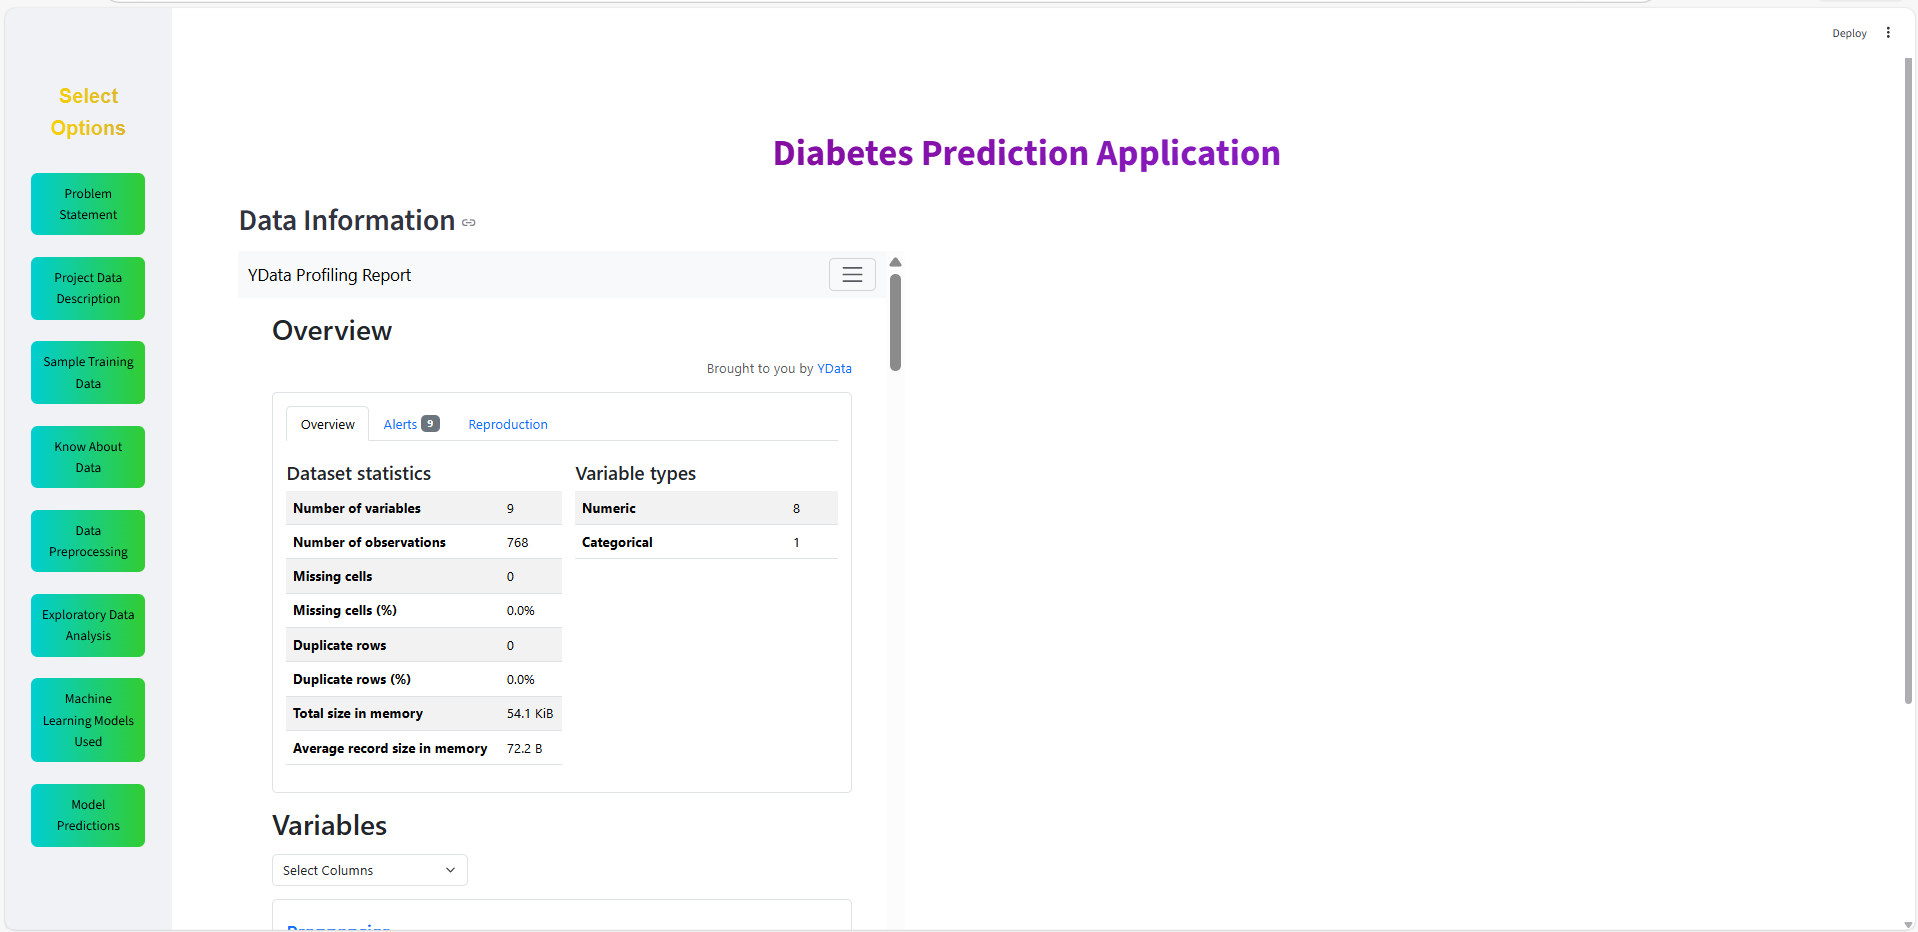 Deploy
Select
Options
Problem
Statement
Project Data
Description
Sample Training
Data
Know About
Data
Data
Preprocessing
Exploratory Data
Analysis
Machine
Learning Models
Used
Model
Predictions
Diabetes Prediction Application
Data Information
YData Profiling Report
Overview
Brought to you by YData
Overview Alerts 9 Reproduction
Dataset statistics
Number of variables 9
Number of observations 768
Missing cells 0
Missing cells (%) 0.0%
Duplicate rows 0
Duplicate rows (%) 0.0%
Total size in memory 54.1 KiB
Average record size in memory 72.2 B
Variable types
Numeric 8
Categorical 1
Variables
Select Columns